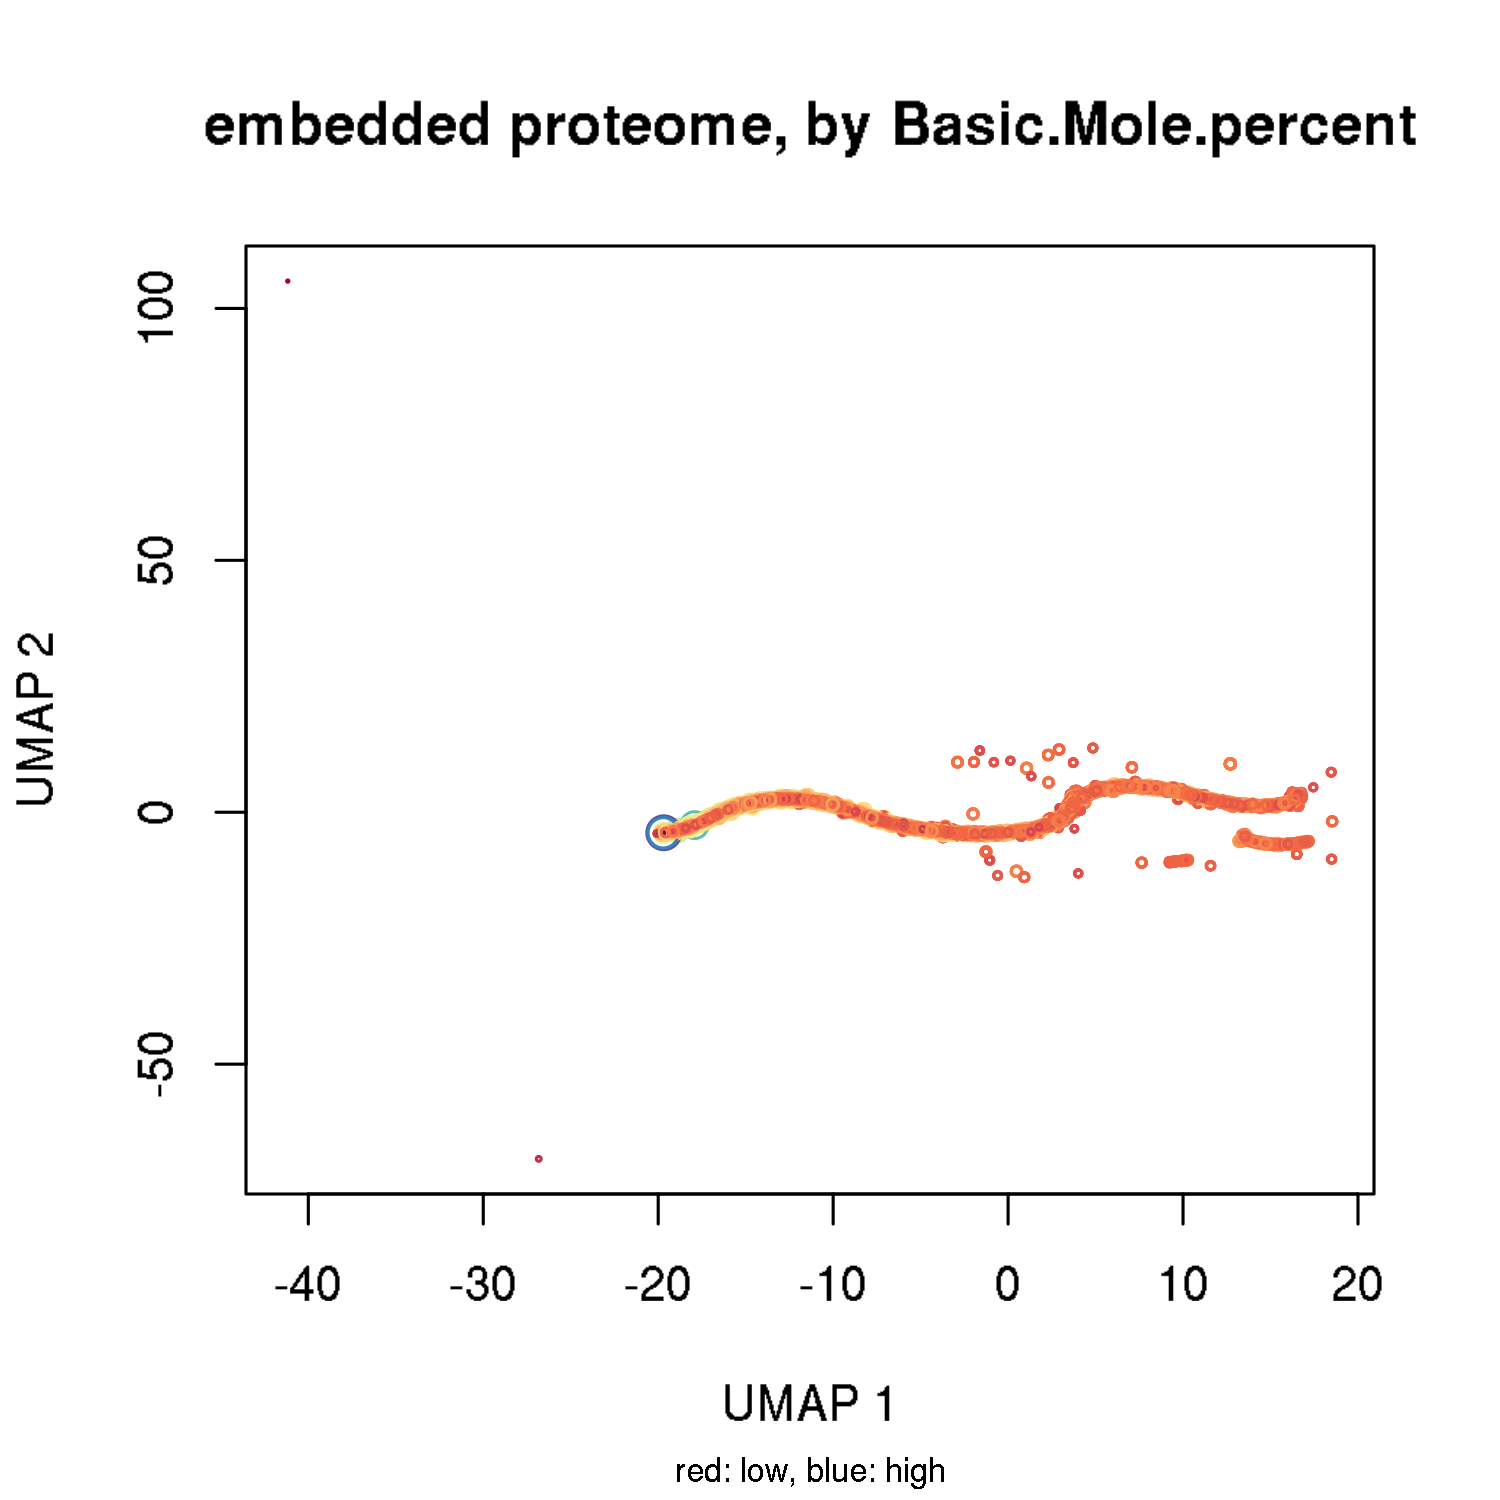 embedded proteome, by Basic.Mole.percent
100
50
0
-50
UMAP 2
-40 -30 -20 -10 0 10 20
UMAP 1
red: low, blue: high